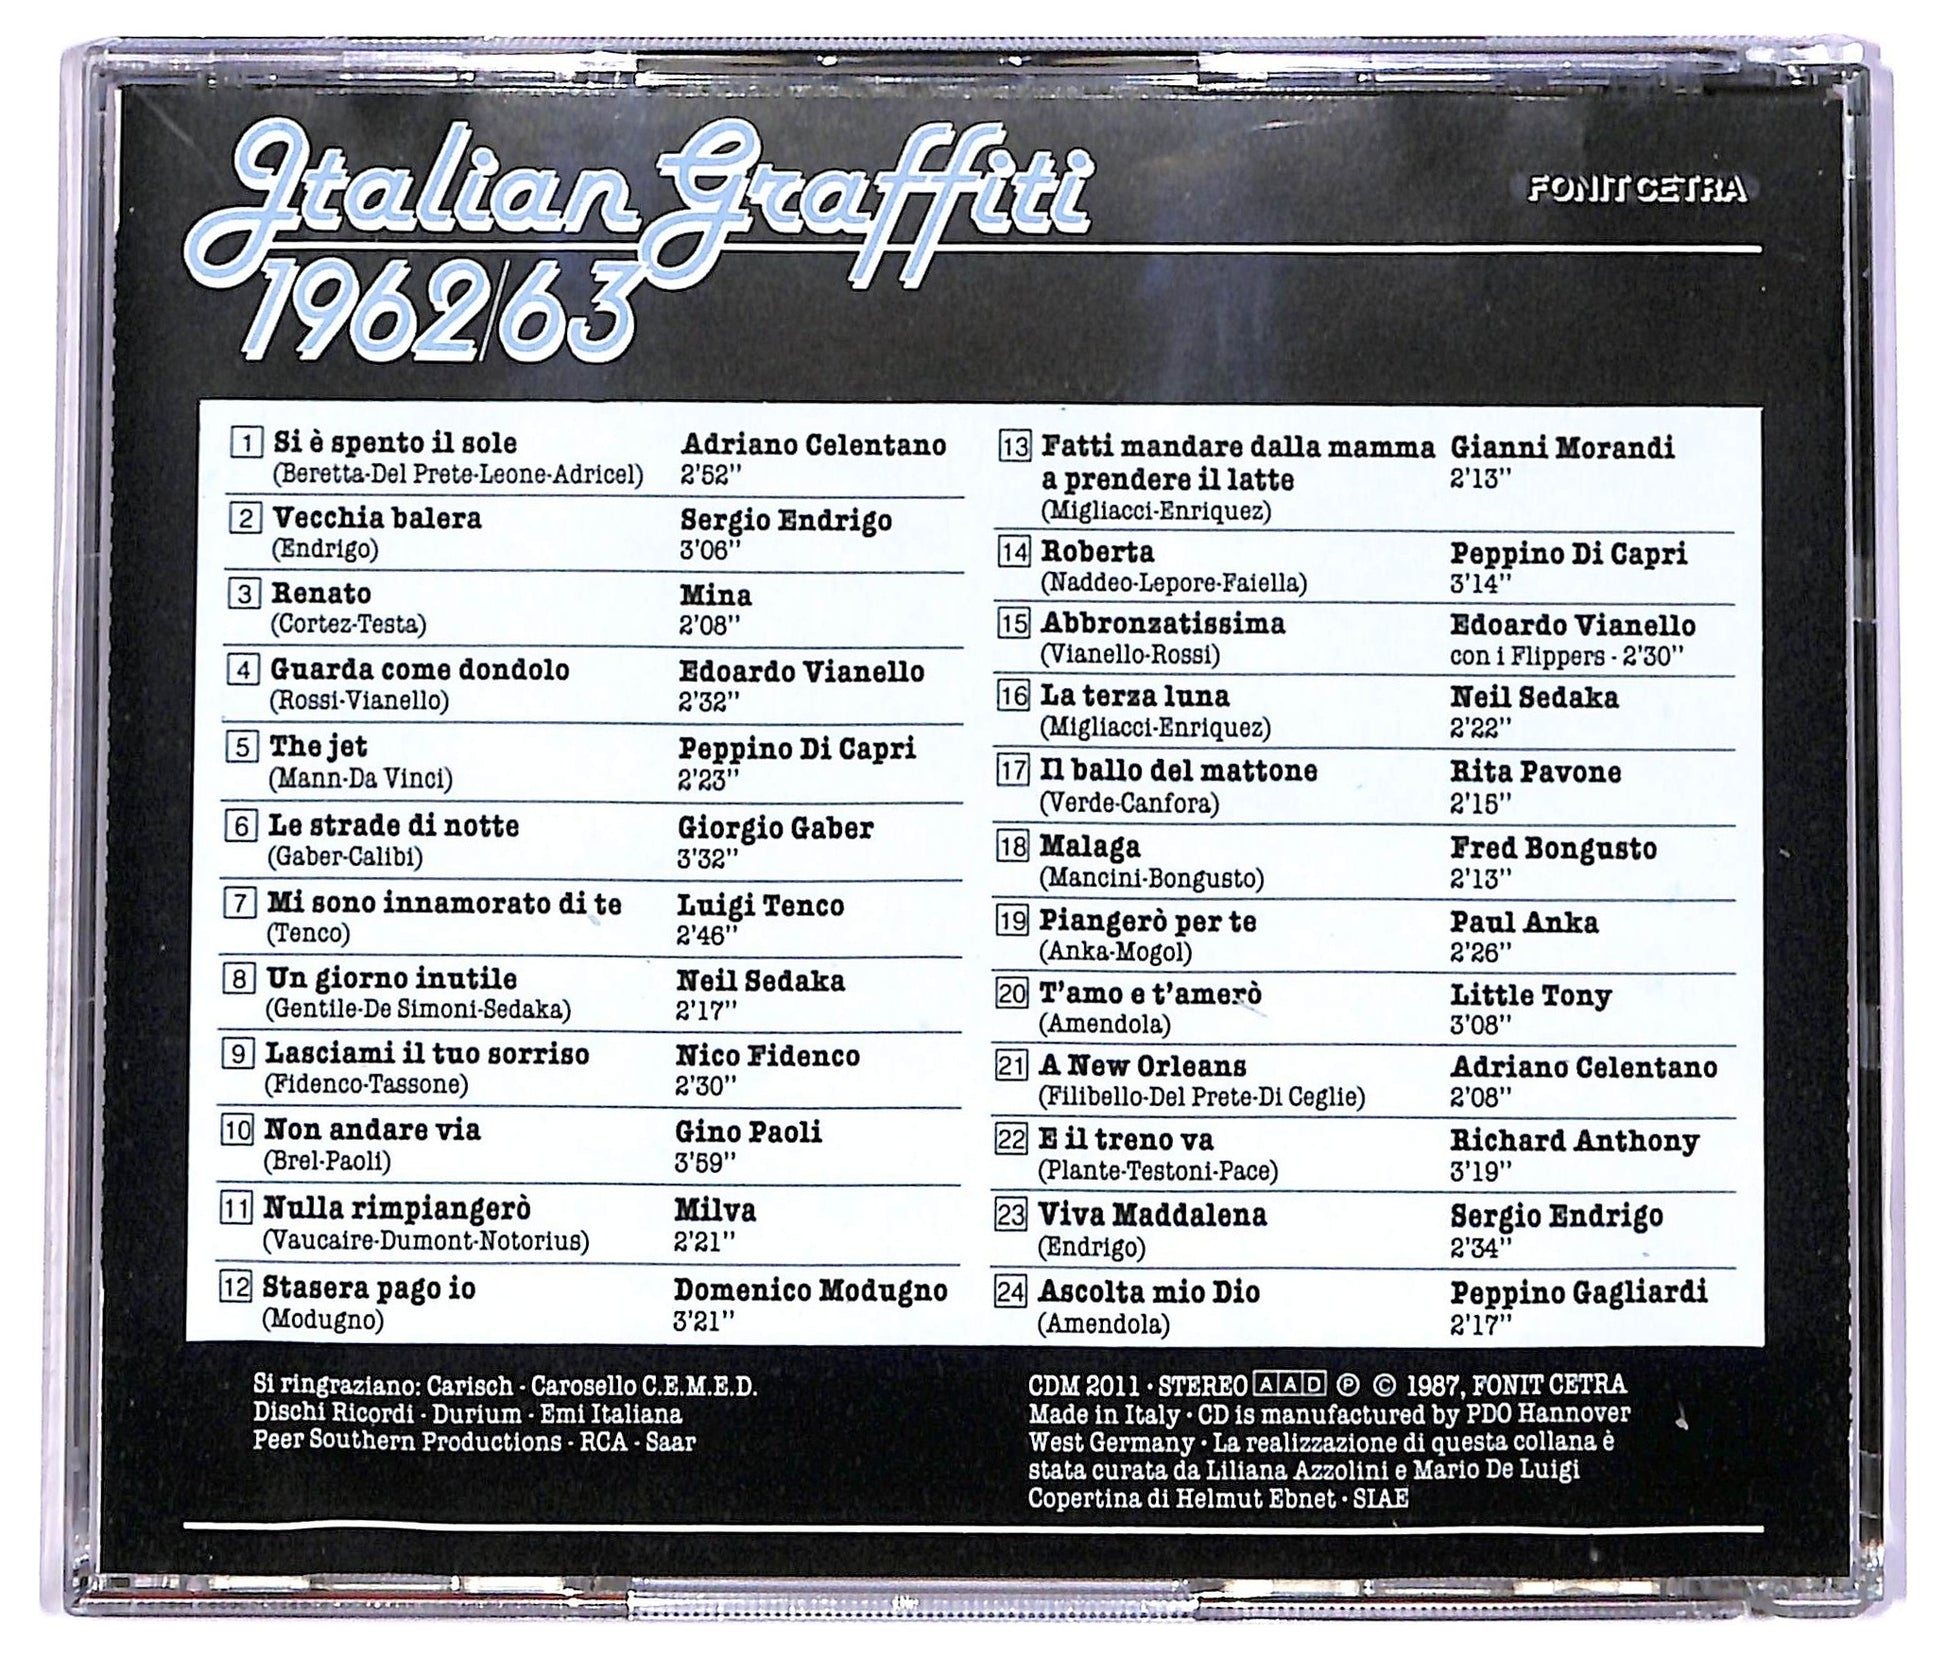 Italian Graffiti
1962/63
FONIT CETRA
1 Si è spento il sole Adriano Celentano
(Beretta-Del Prete-Leone-Adricel) 2'52"
2 Vecchia balera Sergio Endrigo
(Endrigo) 3'06"
3 Renato Mina
(Cortez-Testa) 2'08"
4 Guarda come dondolo Edoardo Vianello
(Rossi-Vianello) 2'32"
5 The jet Peppino Di Capri
(Mann-Da Vinci) 2'23"
6 Le strade di notte Giorgio Gaber
(Gaber-Calibi) 3'32"
7 Mi sono innamorato di te Luigi Tenco
(Tenco) 2'46"
8 Un giorno inutile Neil Sedaka
(Gentile-De Simoni-Sedaka) 2'17"
9 Lasciami il tuo sorriso Nico Fidenco
(Fidenco-Tassone) 2'30"
10 Non andare via Gino Paoli
(Brel-Paoli) 3'59"
11 Nulla rimpiangerò Milva
(Vaucaire-Dumont-Notorius) 2'21"
12 Stasera pago io Domenico Modugno
(Modugno) 3'21"
13 Fatti mandare dalla mamma Gianni Morandi
a prendere il latte 2'13"
(Migliacci-Enriquez)
14 Roberta Peppino Di Capri
(Naddeo-Lepore-Faiella) 3'14"
15 Abbronzatissima Edoardo Vianello
(Vianello-Rossi) con i Flippers - 2'30"
16 La terza luna Neil Sedaka
(Migliacci-Enriquez) 2'22"
17 Il ballo del mattone Rita Pavone
(Verde-Canfora) 2'15"
18 Malaga Fred Bongusto
(Mancini-Bongusto) 2'13"
19 Piangerò per te Paul Anka
(Anka-Mogol) 2'26"
20 T'amo e t'amerò Little Tony
(Amendola) 3'08"
21 A New Orleans Adriano Celentano
(Filibello-Del Prete-Di Ceglie) 2'08"
22 E il treno va Richard Anthony
(Plante-Testoni-Pace) 3'19"
23 Viva Maddalena Sergio Endrigo
(Endrigo) 2'34"
24 Ascolta mio Dio Peppino Gagliardi
(Amendola) 2'17"
Si ringraziano: Carisch - Carosello C.E.M.E.D.
Dischi Ricordi - Durium - Emi Italiana
Peer Southern Productions - RCA - Saar
CDM 2011 · STEREO AAD ℗ © 1987, FONIT CETRA
Made in Italy · CD is manufactured by PDO Hannover
West Germany · La realizzazione di questa collana è
stata curata da Liliana Azzolini e Mario De Luigi
Copertina di Helmut Ebnet · SIAE